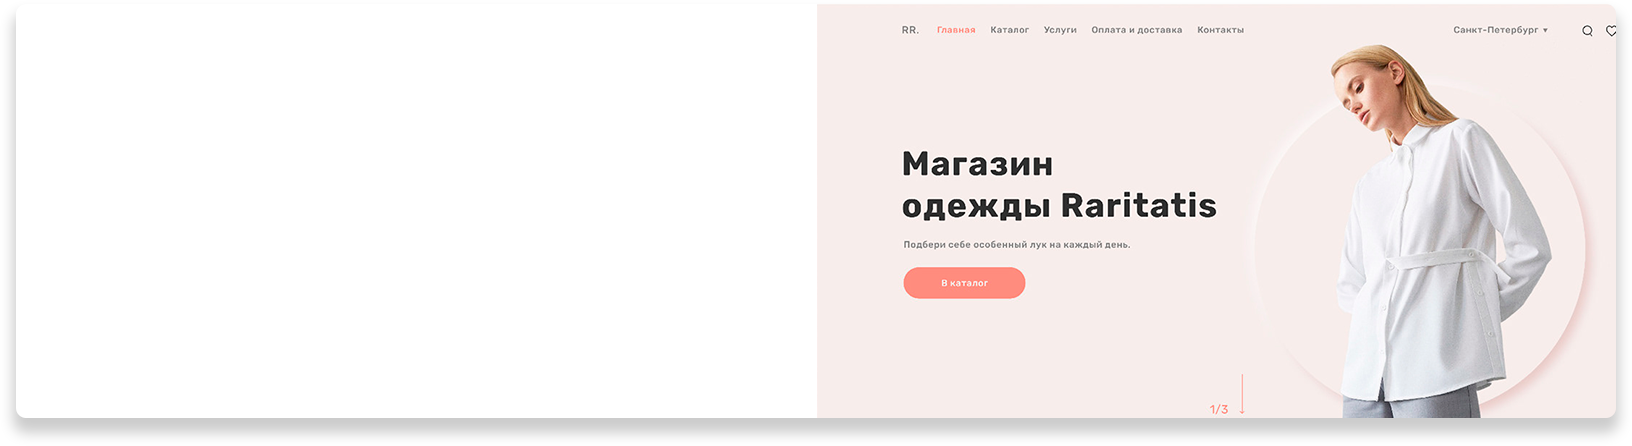 RR. Главная Каталог Услуги Оплата и доставка Контакты Санкт-Петербург ▼
Магазин
одежды Raritatis
Подбери себе особенный лук на каждый день.
В каталог
1/3